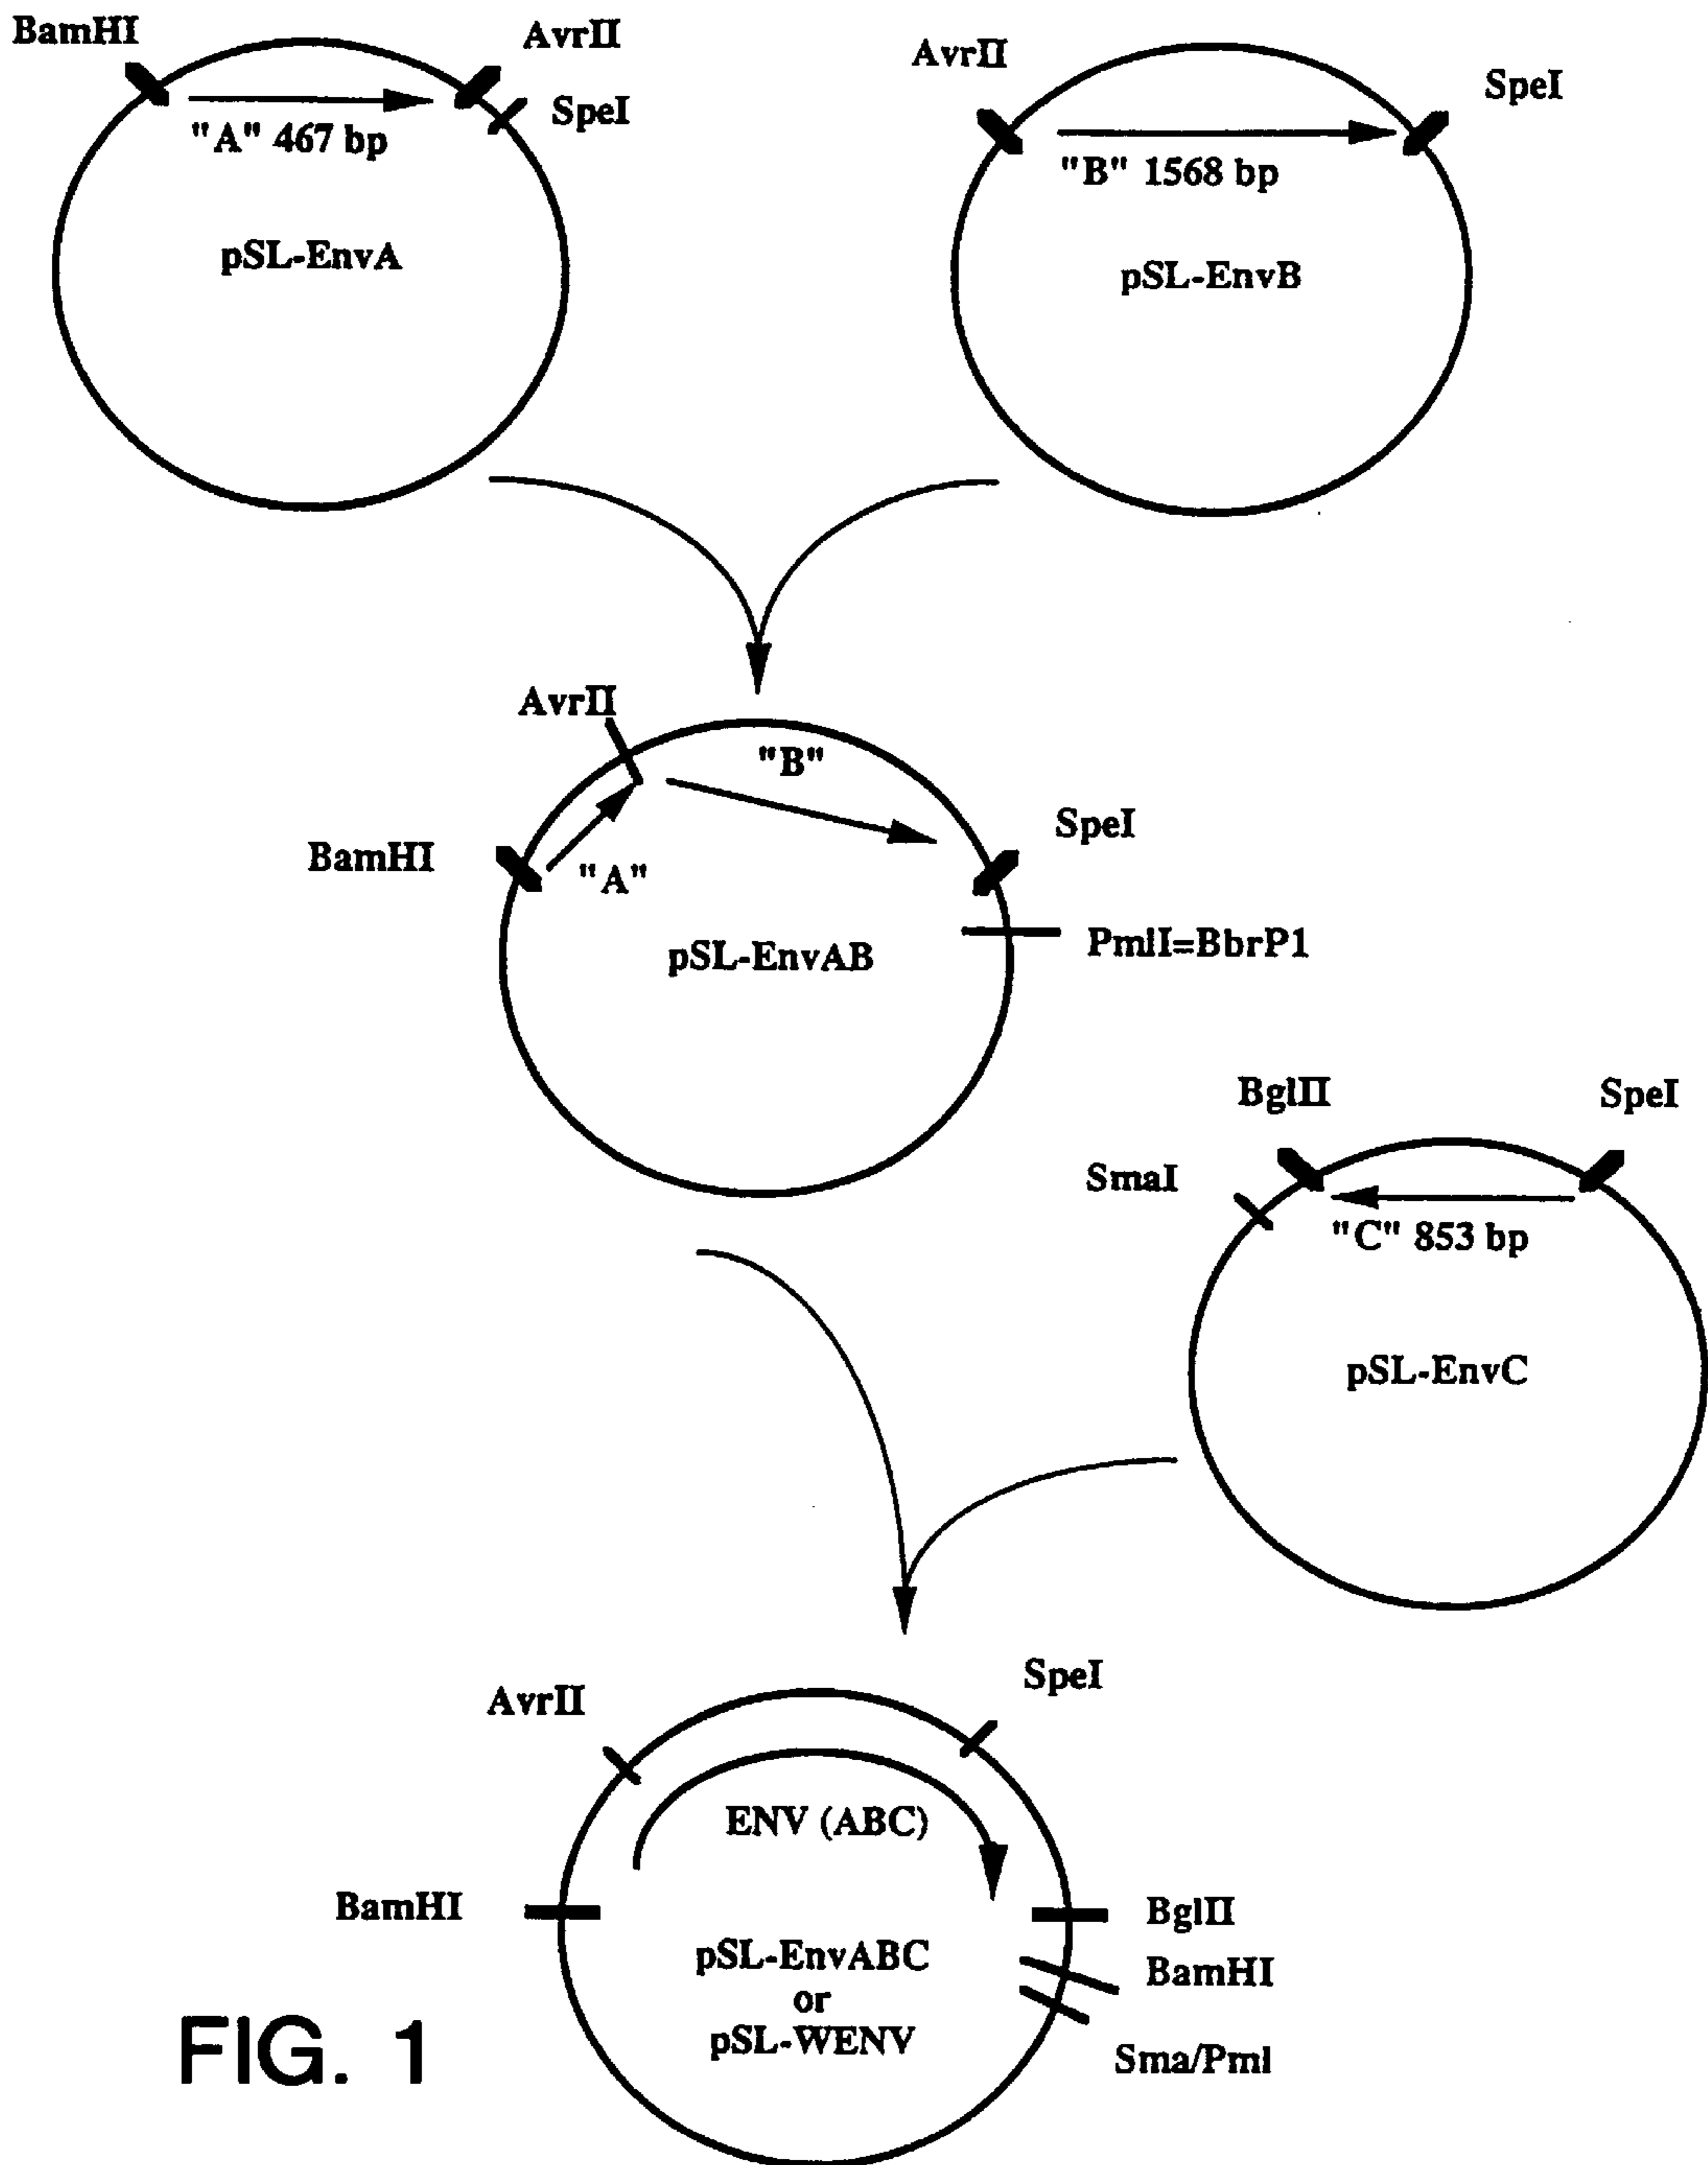 BamHI
AvrII
SpeI
"A" 467 bp
pSL-EnvA
AvrII
SpeI
"B" 1568 bp
pSL-EnvB
AvrII
"B"
SpeI
BamHI
"A"
PmlI=BbrP1
pSL-EnvAB
BglII
SpeI
SmaI
"C" 853 bp
pSL-EnvC
SpeI
AvrII
ENV (ABC)
BamHI
BglII
pSL-EnvABC
BamHI
or
pSL-WENV
Sma/Pml
FIG. 1